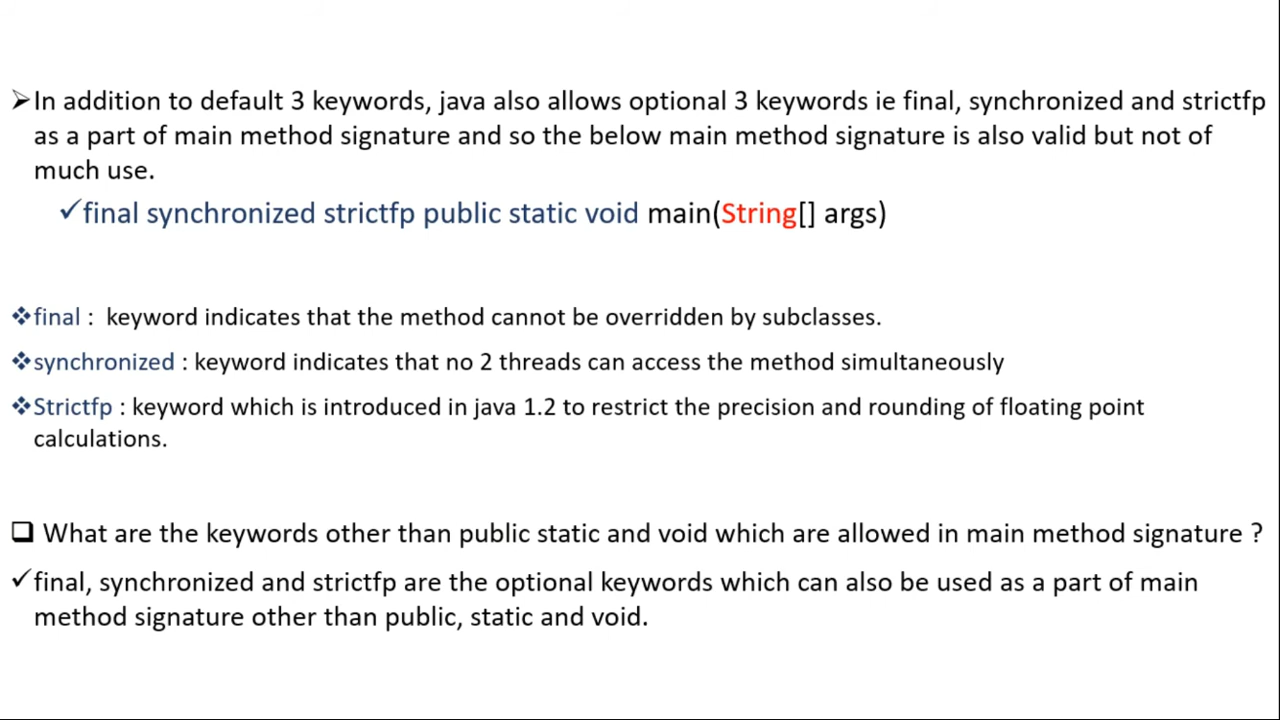 In addition to default 3 keywords, java also allows optional 3 keywords ie final, synchronized and strictfp
as a part of main method signature and so the below main method signature is also valid but not of
much use.
final synchronized strictfp public static void main(String[] args)
final : keyword indicates that the method cannot be overridden by subclasses.
synchronized : keyword indicates that no 2 threads can access the method simultaneously
Strictfp : keyword which is introduced in java 1.2 to restrict the precision and rounding of floating point
calculations.
What are the keywords other than public static and void which are allowed in main method signature ?
final, synchronized and strictfp are the optional keywords which can also be used as a part of main
method signature other than public, static and void.